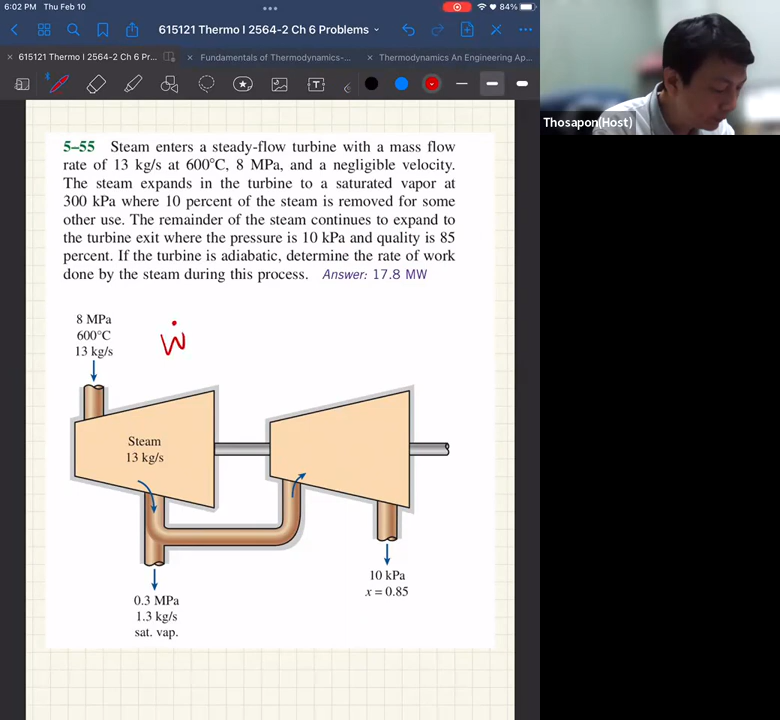 6:02 PM Thu Feb 10
84%
615121 Thermo I 2564-2 Ch 6 Problems
615121 Thermo I 2564-2 Ch 6 Pr...
Fundamentals of Thermodynamics-...
Thermodynamics An Engineering Ap...
Thosapon(Host)
5–55 Steam enters a steady-flow turbine with a mass flow
rate of 13 kg/s at 600°C, 8 MPa, and a negligible velocity.
The steam expands in the turbine to a saturated vapor at
300 kPa where 10 percent of the steam is removed for some
other use. The remainder of the steam continues to expand to
the turbine exit where the pressure is 10 kPa and quality is 85
percent. If the turbine is adiabatic, determine the rate of work
done by the steam during this process. Answer: 17.8 MW
8 MPa
600°C
13 kg/s
Ẇ
Steam
13 kg/s
10 kPa
x = 0.85
0.3 MPa
1.3 kg/s
sat. vap.